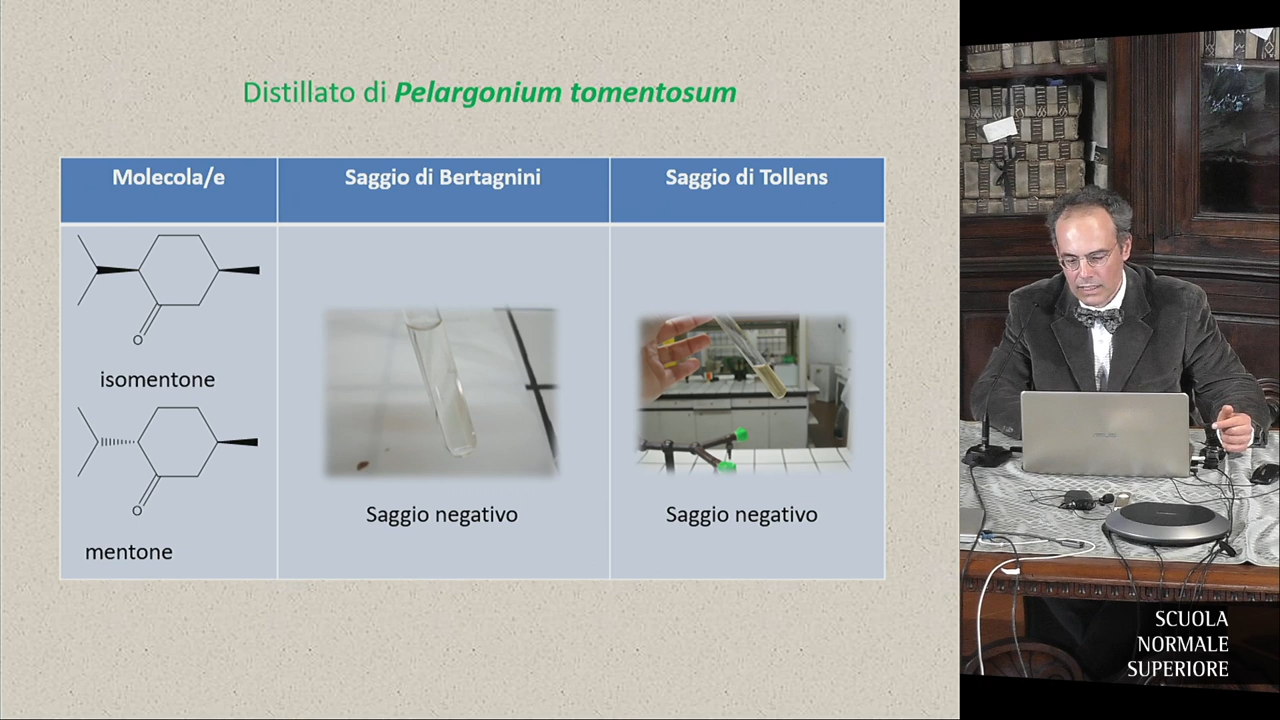 Distillato di Pelargonium tomentosum
Molecola/e
Saggio di Bertagnini
Saggio di Tollens
O
isomentone
O
mentone
Saggio negativo
Saggio negativo
ASUS
SCUOLA
NORMALE
SUPERIORE